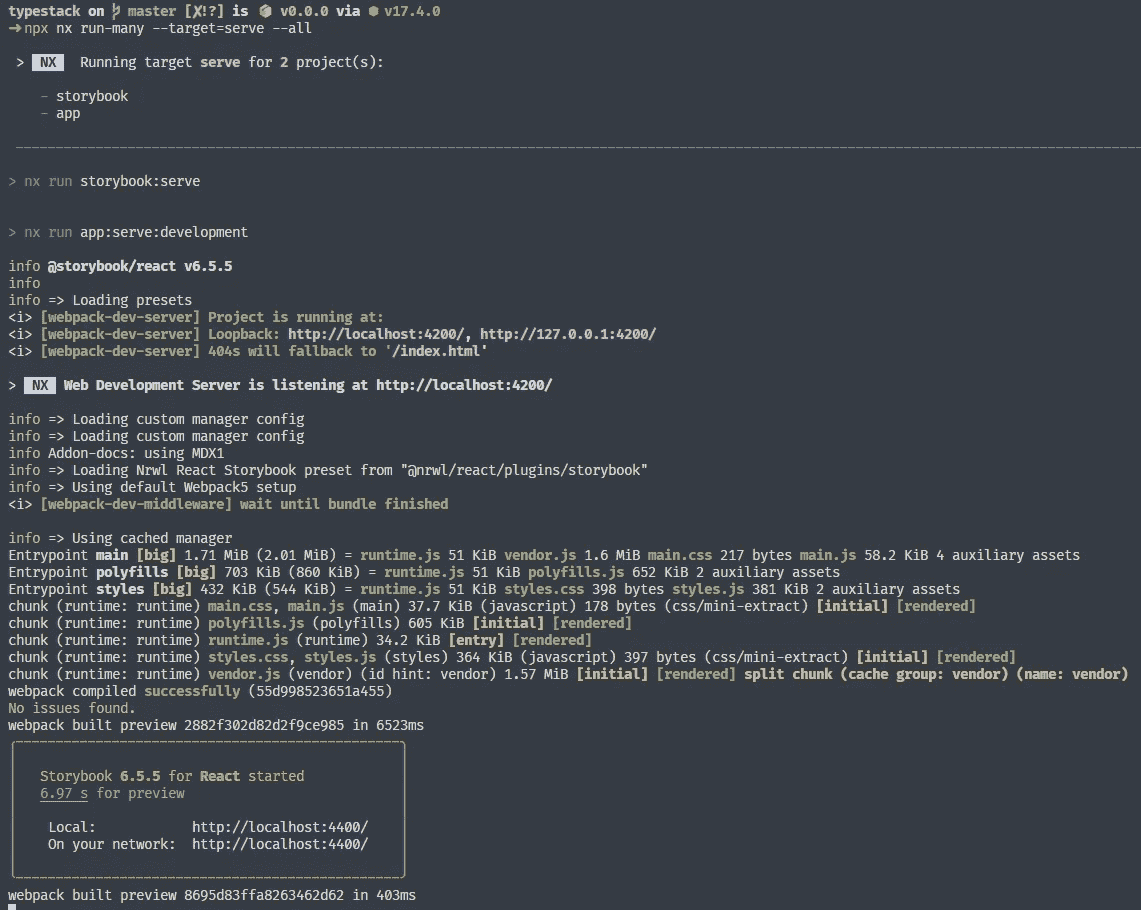 typestack on master [✘!?] is v0.0.0 via v17.4.0
➜npx nx run-many --target=serve --all
> NX Running target serve for 2 project(s):
- storybook
- app
> nx run storybook:serve
> nx run app:serve:development
info @storybook/react v6.5.5
info
info => Loading presets
<i> [webpack-dev-server] Project is running at:
<i> [webpack-dev-server] Loopback: http://localhost:4200/, http://127.0.0.1:4200/
<i> [webpack-dev-server] 404s will fallback to '/index.html'
> NX Web Development Server is listening at http://localhost:4200/
info => Loading custom manager config
info => Loading custom manager config
info Addon-docs: using MDX1
info => Loading Nrwl React Storybook preset from "@nrwl/react/plugins/storybook"
info => Using default Webpack5 setup
<i> [webpack-dev-middleware] wait until bundle finished
info => Using cached manager
Entrypoint main [big] 1.71 MiB (2.01 MiB) = runtime.js 51 KiB vendor.js 1.6 MiB main.css 217 bytes main.js 58.2 KiB 4 auxiliary assets
Entrypoint polyfills [big] 703 KiB (860 KiB) = runtime.js 51 KiB polyfills.js 652 KiB 2 auxiliary assets
Entrypoint styles [big] 432 KiB (544 KiB) = runtime.js 51 KiB styles.css 398 bytes styles.js 381 KiB 2 auxiliary assets
chunk (runtime: runtime) main.css, main.js (main) 37.7 KiB (javascript) 178 bytes (css/mini-extract) [initial] [rendered]
chunk (runtime: runtime) polyfills.js (polyfills) 605 KiB [initial] [rendered]
chunk (runtime: runtime) runtime.js (runtime) 34.2 KiB [entry] [rendered]
chunk (runtime: runtime) styles.css, styles.js (styles) 364 KiB (javascript) 397 bytes (css/mini-extract) [initial] [rendered]
chunk (runtime: runtime) vendor.js (vendor) (id hint: vendor) 1.57 MiB [initial] [rendered] split chunk (cache group: vendor) (name: vendor)
webpack compiled successfully (55d998523651a455)
No issues found.
webpack built preview 2882f302d82d2f9ce985 in 6523ms
Storybook 6.5.5 for React started
6.97 s for preview
Local: http://localhost:4400/
On your network: http://localhost:4400/
webpack built preview 8695d83ffa8263462d62 in 403ms